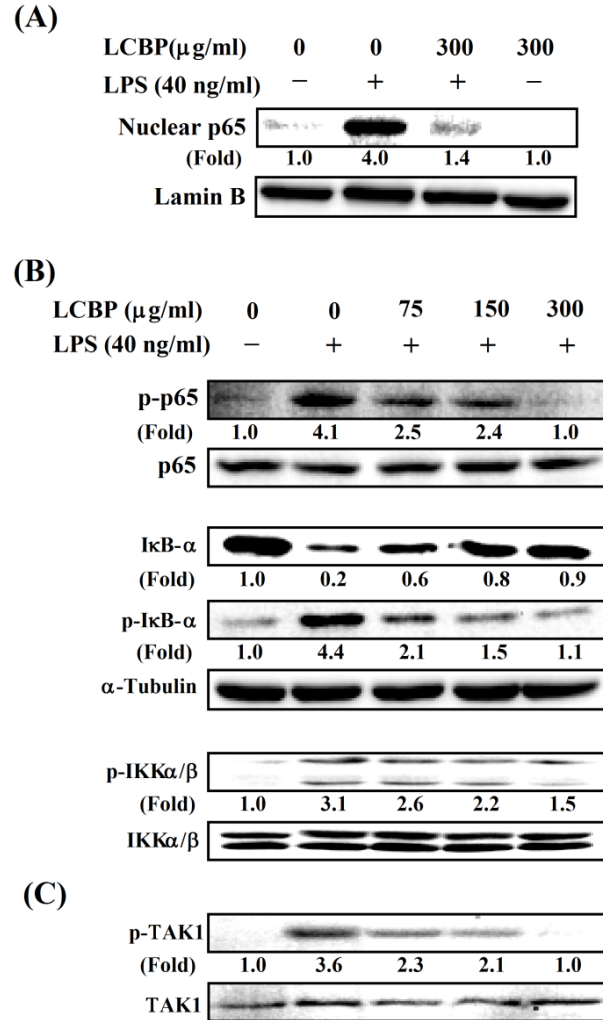 (A)
LCBP(μg/ml) 0 0 300 300
LPS (40 ng/ml) − + + −
Nuclear p65
(Fold) 1.0 4.0 1.4 1.0
Lamin B
(B)
LCBP (μg/ml) 0 0 75 150 300
LPS (40 ng/ml) − + + + +
p-p65
(Fold) 1.0 4.1 2.5 2.4 1.0
p65
IκB-α
(Fold) 1.0 0.2 0.6 0.8 0.9
p-IκB-α
(Fold) 1.0 4.4 2.1 1.5 1.1
α-Tubulin
p-IKKα/β
(Fold) 1.0 3.1 2.6 2.2 1.5
IKKα/β
(C)
p-TAK1
(Fold) 1.0 3.6 2.3 2.1 1.0
TAK1